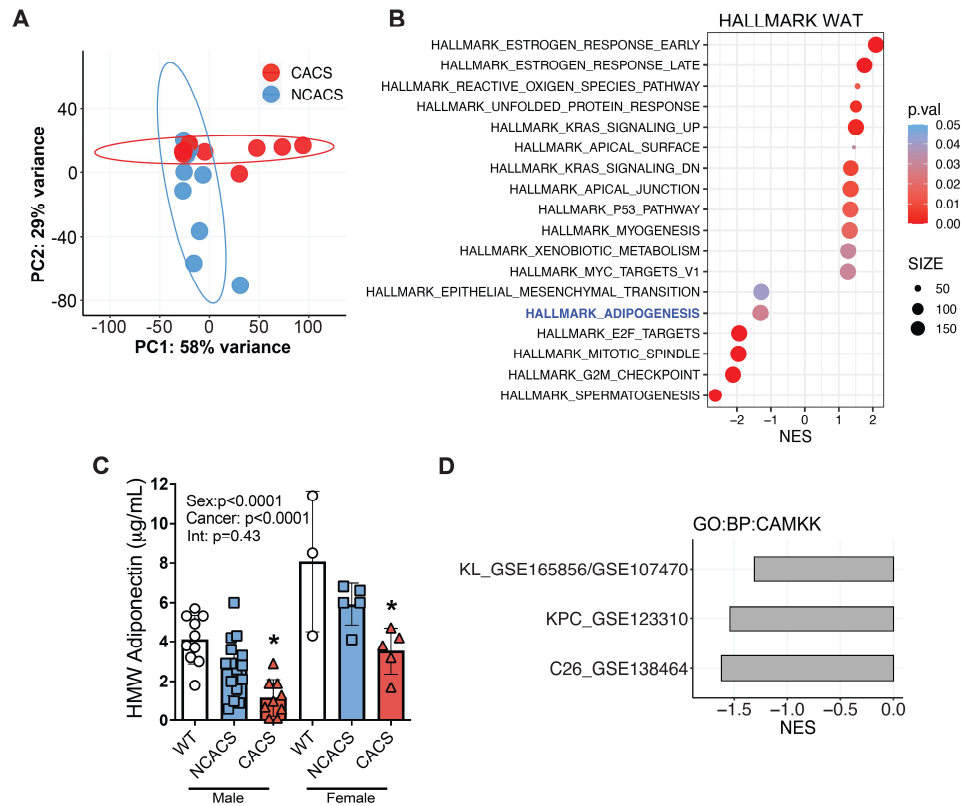 A
CACS
NCACS
40
0
-40
-80
PC2: 29% variance
-100
-50
0
50
100
PC1: 58% variance
B
HALLMARK WAT
HALLMARK_ESTROGEN_RESPONSE_EARLY
HALLMARK_ESTROGEN_RESPONSE_LATE
HALLMARK_REACTIVE_OXIGEN_SPECIES_PATHWAY
HALLMARK_UNFOLDED_PROTEIN_RESPONSE
HALLMARK_KRAS_SIGNALING_UP
HALLMARK_APICAL_SURFACE
HALLMARK_KRAS_SIGNALING_DN
HALLMARK_APICAL_JUNCTION
HALLMARK_P53_PATHWAY
HALLMARK_MYOGENESIS
HALLMARK_XENOBIOTIC_METABOLISM
HALLMARK_MYC_TARGETS_V1
HALLMARK_EPITHELIAL_MESENCHYMAL_TRANSITION
HALLMARK_ADIPOGENESIS
HALLMARK_E2F_TARGETS
HALLMARK_MITOTIC_SPINDLE
HALLMARK_G2M_CHECKPOINT
HALLMARK_SPERMATOGENESIS
−2
−1
0
1
2
NES
p.val
0.05
0.04
0.03
0.02
0.01
0.00
SIZE
50
100
150
C
HMW Adiponectin (µg/mL)
12
10
8
6
4
2
0
Sex:p<0.0001
Cancer: p<0.0001
Int: p=0.43
*
*
WT
NCACS
CACS
WT
NCACS
CACS
Male
Female
D
GO:BP:CAMKK
KL_GSE165856/GSE107470
KPC_GSE123310
C26_GSE138464
−1.5
−1.0
−0.5
0.0
NES